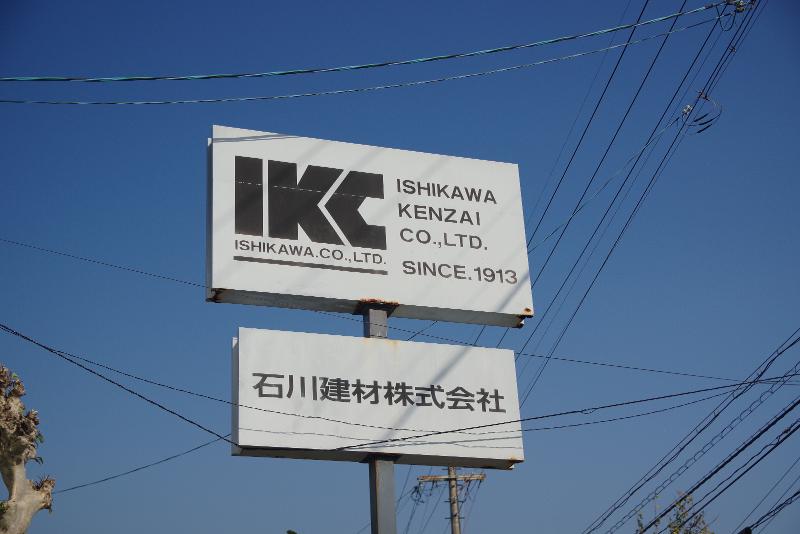 IKC
ISHIKAWA.CO.,LTD.
ISHIKAWA
KENZAI
CO.,LTD.
SINCE.1913
石川建材株式会社